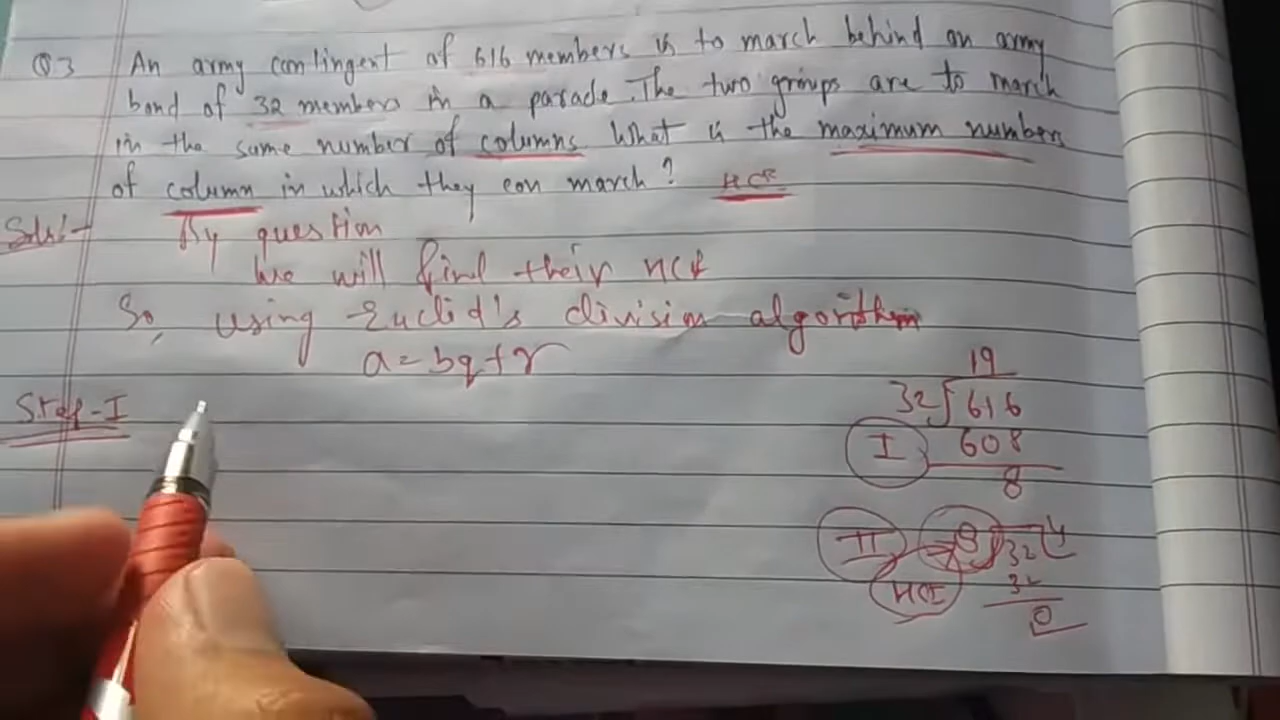 Q3 An army contingent of 616 members is to march behind an army
band of 32 members in a parade. The two groups are to march
in the same number of columns What is the maximum numbers
of column in which they can march? HCF
Solu:- By question
We will find their HCF
So, using Euclid's division algorithm
a=bq+r
19
32 616
Step-I
I 608
8
II 8 32 4
HCF 32
0